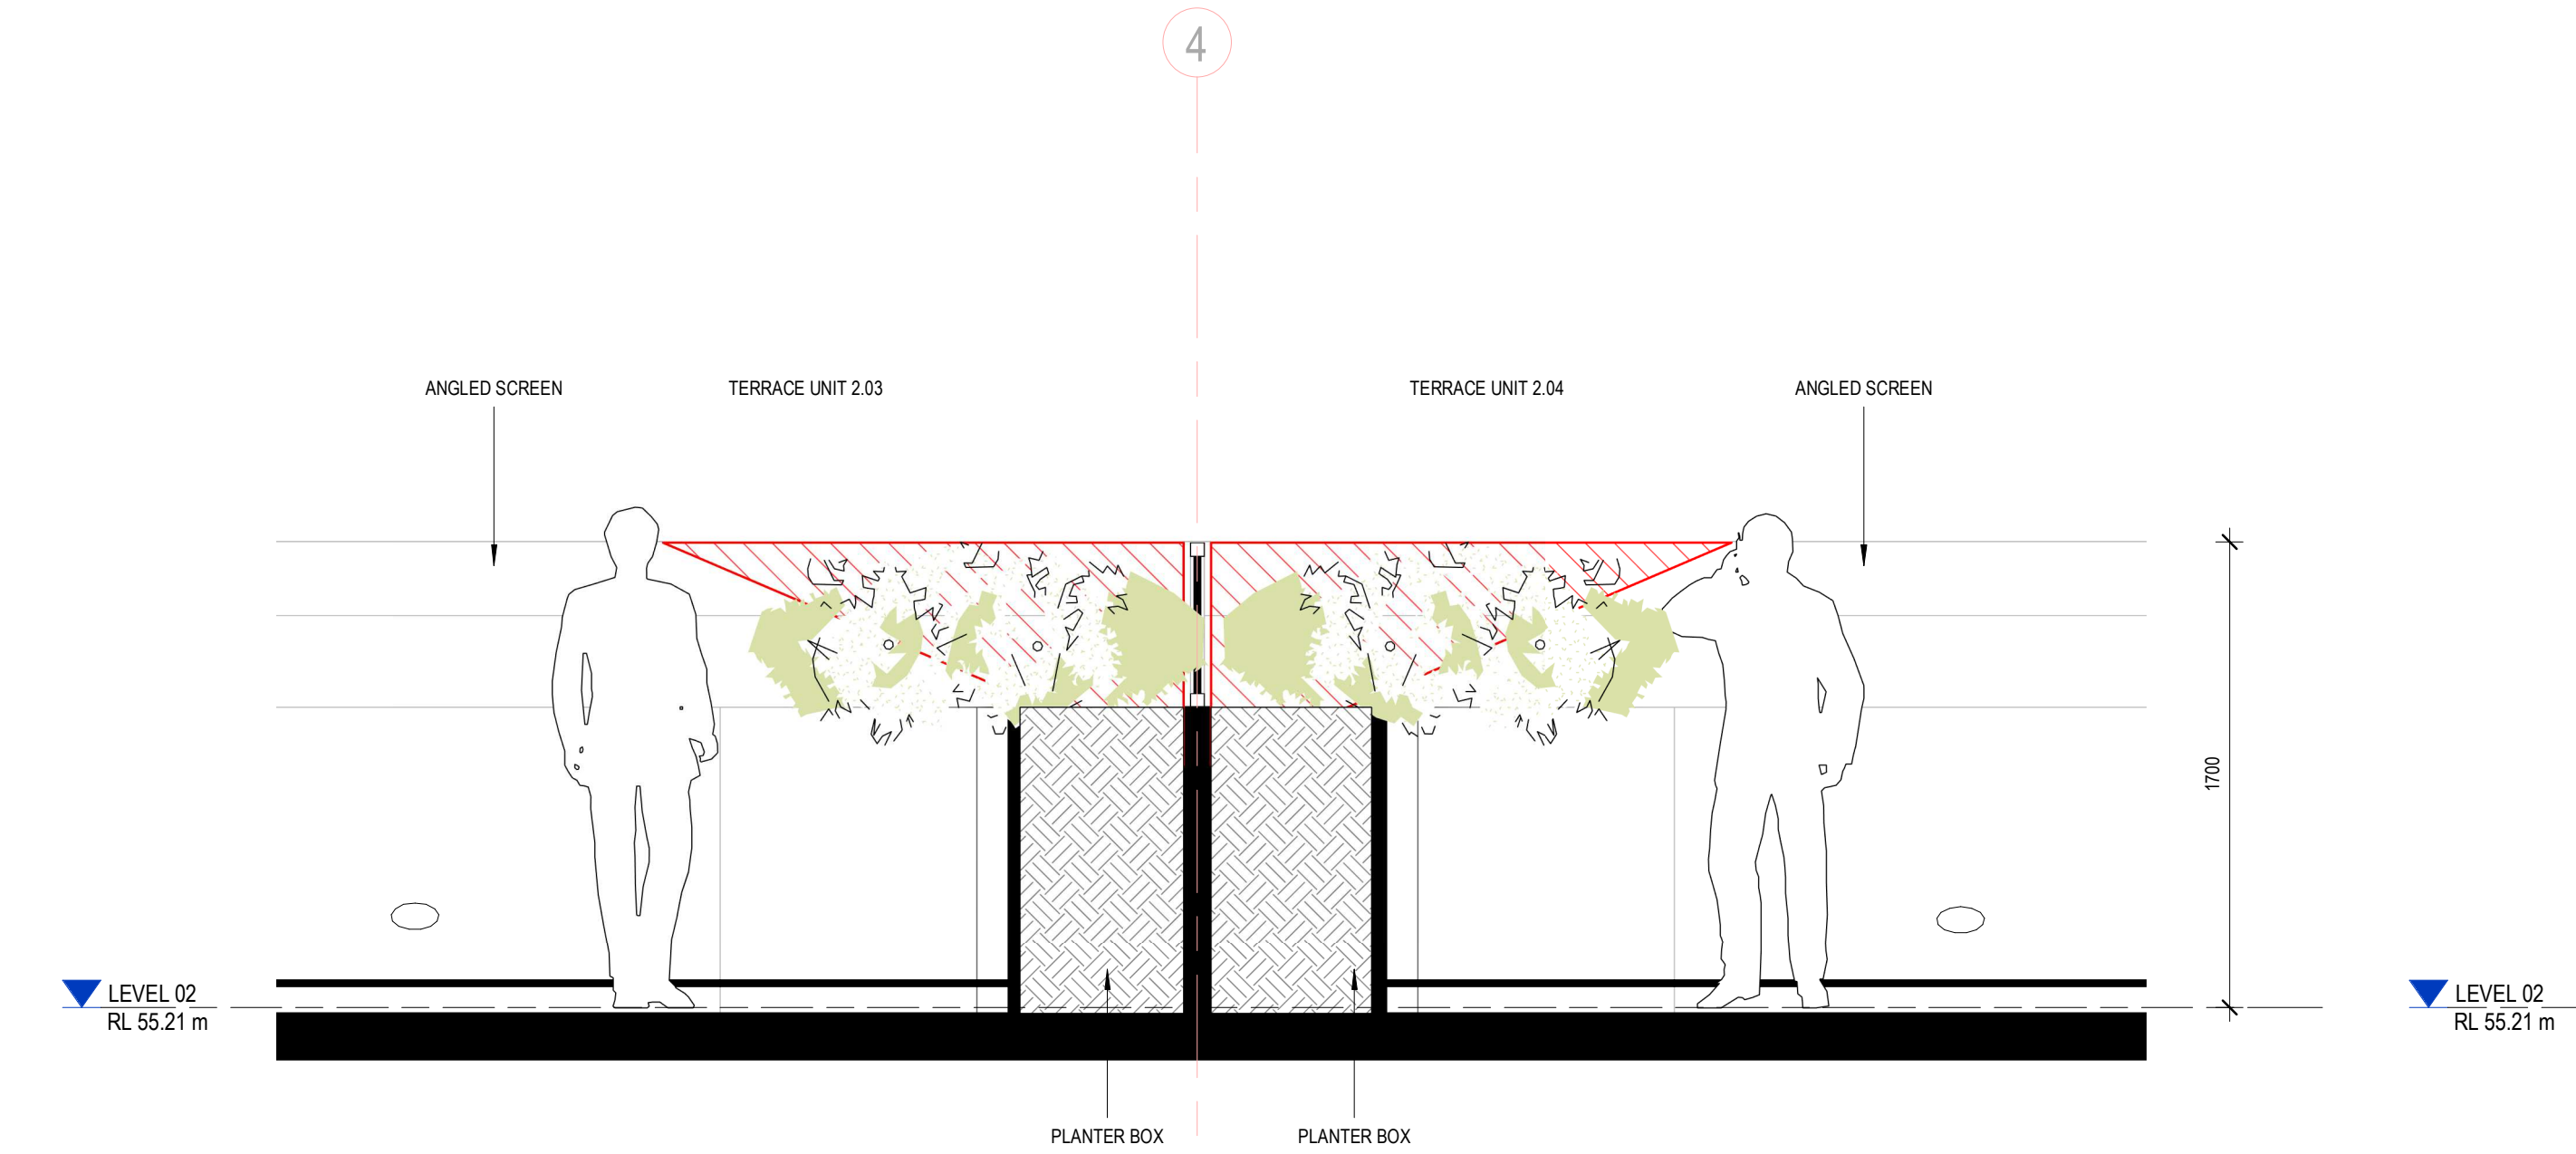 4
ANGLED SCREEN
TERRACE UNIT 2.03
TERRACE UNIT 2.04
ANGLED SCREEN
1700
LEVEL 02
RL 55.21 m
LEVEL 02
RL 55.21 m
PLANTER BOX
PLANTER BOX